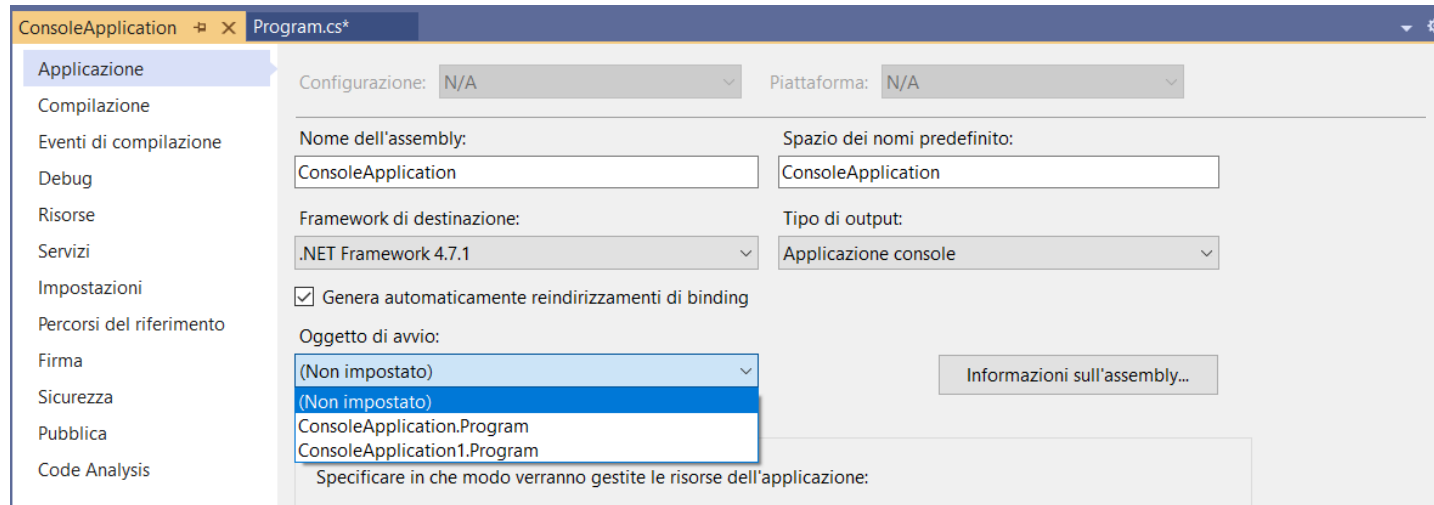 ConsoleApplication Program.cs*
Applicazione
Compilazione
Eventi di compilazione
Debug
Risorse
Servizi
Impostazioni
Percorsi del riferimento
Firma
Sicurezza
Pubblica
Code Analysis
Configurazione: N/A Piattaforma: N/A
Nome dell'assembly: Spazio dei nomi predefinito:
ConsoleApplication ConsoleApplication
Framework di destinazione: Tipo di output:
.NET Framework 4.7.1 Applicazione console
Genera automaticamente reindirizzamenti di binding
Oggetto di avvio:
(Non impostato) Informazioni sull'assembly...
(Non impostato)
ConsoleApplication.Program
ConsoleApplication1.Program
Specificare in che modo verranno gestite le risorse dell'applicazione: